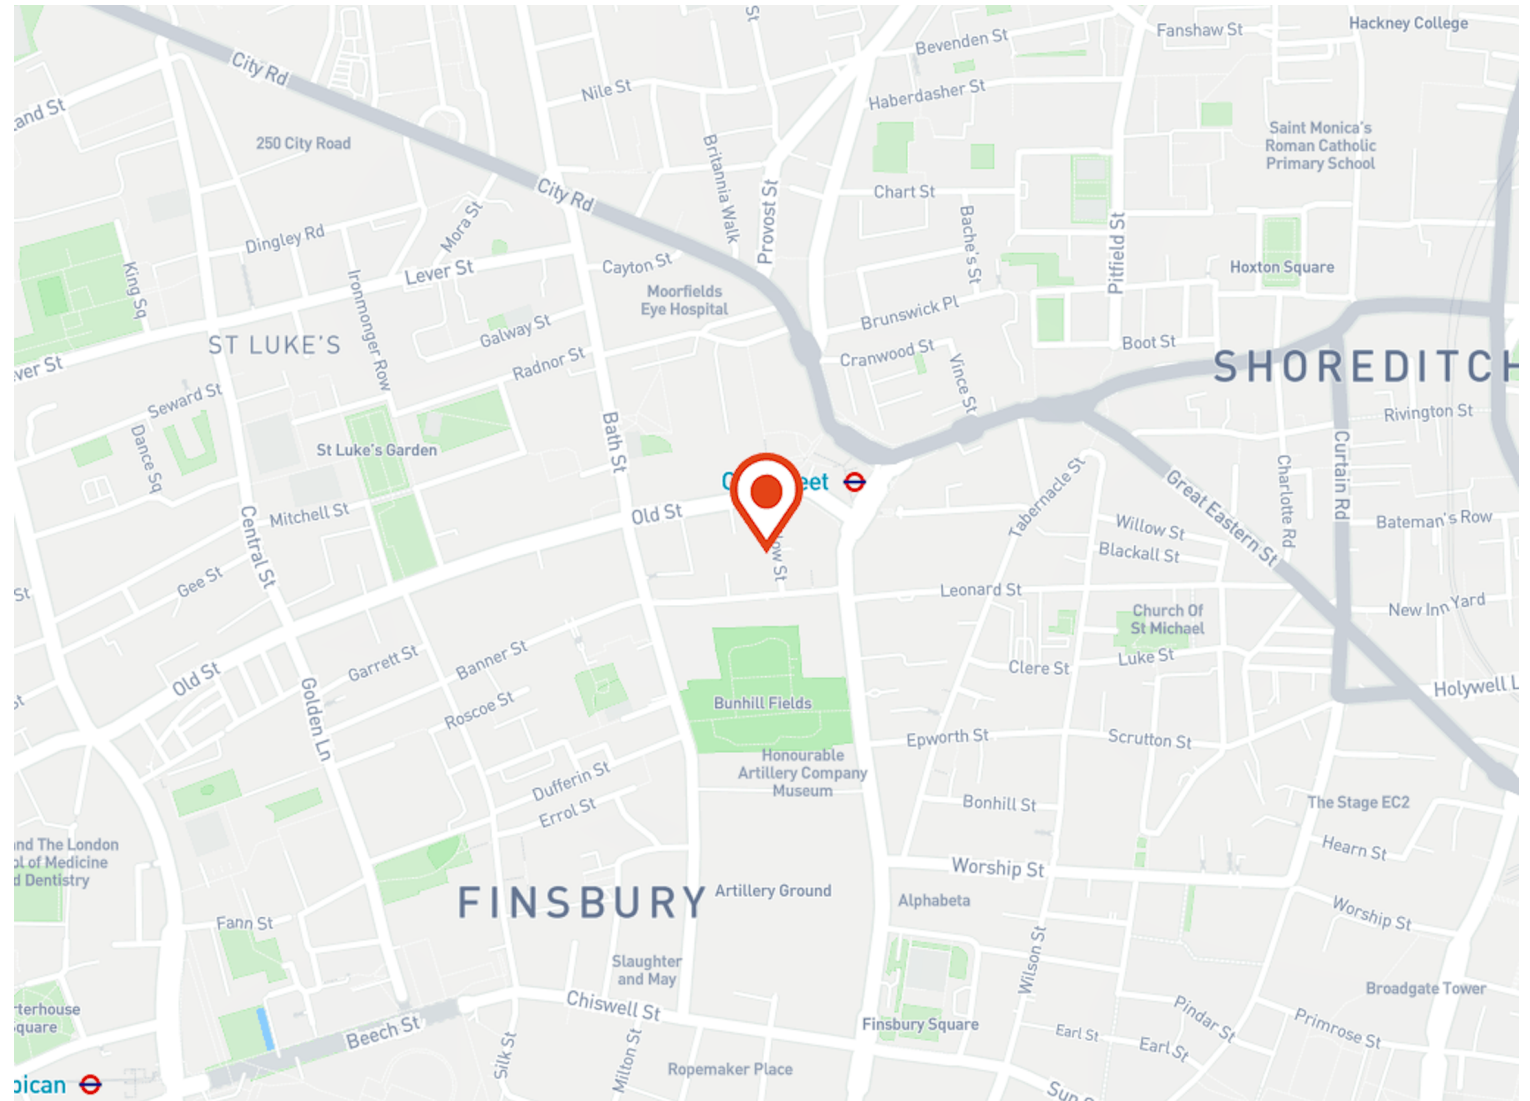 Hackney College
Fanshaw St
St
Bevenden St
City Rd
Nile St
Haberdasher St
and St
250 City Road
Saint Monica's
Roman Catholic
Primary School
Britannia Walk
City Rd
Provost St
Chart St
Mora St
Dingley Rd
Bache's St
Pitfield St
King Sq
Lever St
Cayton St
Hoxton Square
Ironmonger Row
Moorfields
Eye Hospital
Brunswick Pl
Galway St
ST LUKE'S
Boot St
Cranwood St
Radnor St
ver St
SHOREDITCH
Vince St
Seward St
Rivington St
Dance Sq
St Luke's Garden
Bath St
Curtain Rd
eet
Tabernacle St
Great Eastern St
Charlotte Rd
Mitchell St
Old St
Central St
Willow St
Bateman's Row
Blackall St
ow St
Gee St
St
Leonard St
New Inn Yard
Church Of
St Michael
Garrett St
Banner St
Clere St
Luke St
Old St
Holywell L
st
Golden Ln
Roscoe St
Bunhill Fields
Epworth St
Scrutton St
Honourable
Artillery Company
Museum
Dufferin St
Errol St
Bonhill St
The Stage EC2
and The London
ol of Medicine
d Dentistry
Hearn St
Worship St
FINSBURY
Artillery Ground
Alphabeta
Fann St
Worship St
Wilson St
Slaughter
and May
Broadgate Tower
rterhouse
quare
Chiswell St
Beech St
Finsbury Square
Pindar St
Primrose St
Earl St
Earl St
Silk St
Milton St
Ropemaker Place
bican
Sun